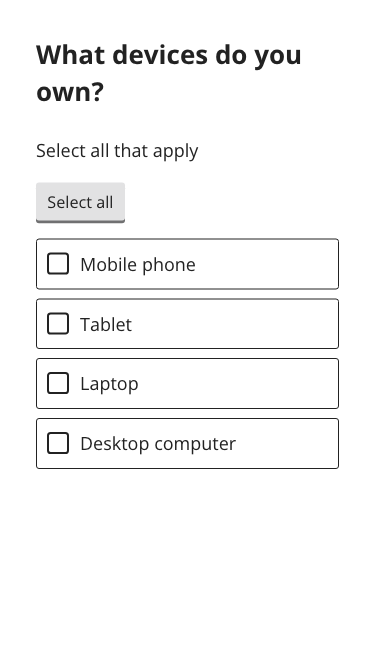 What devices do you
own?
Select all that apply
Select all
Mobile phone
Tablet
Laptop
Desktop computer